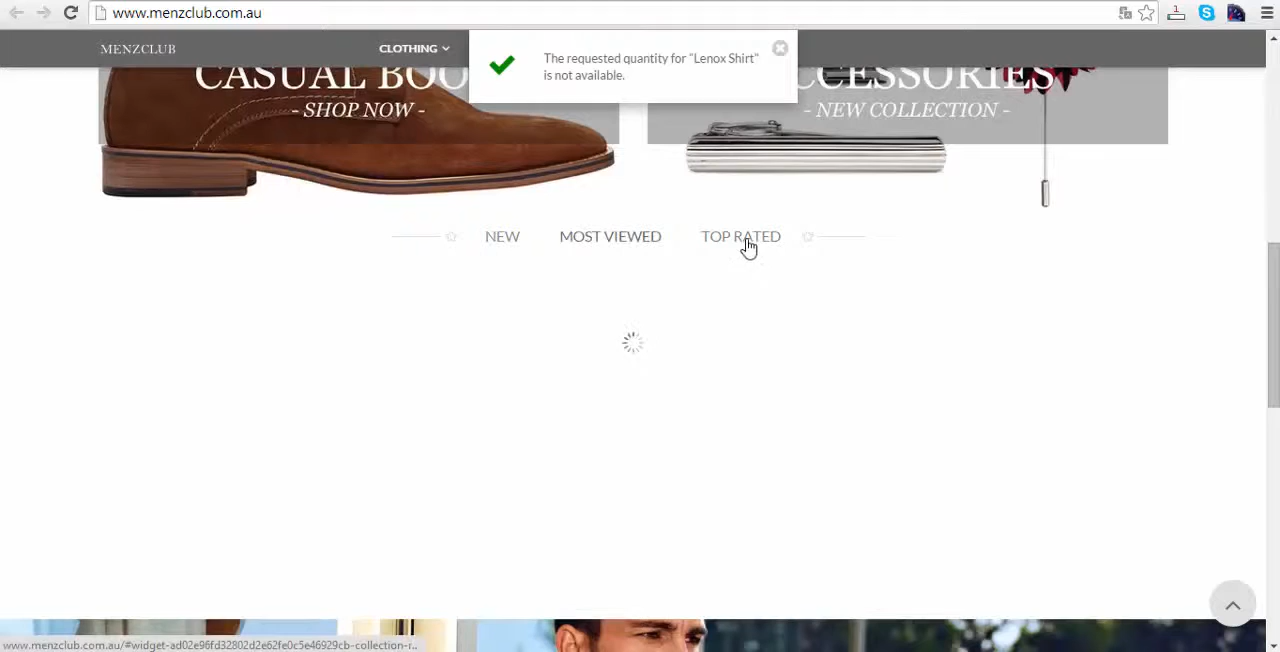 www.menzclub.com.au
MENZCLUB
CLOTHING
The requested quantity for "Lenox Shirt"
is not available.
CASUAL BOO
- SHOP NOW -
CCESSORIES
- NEW COLLECTION -
NEW
MOST VIEWED
TOP RATED
www.menzclub.com.au/#widget-ad02e96fd32802d2e62fe0c5e46929cb-collection-r...